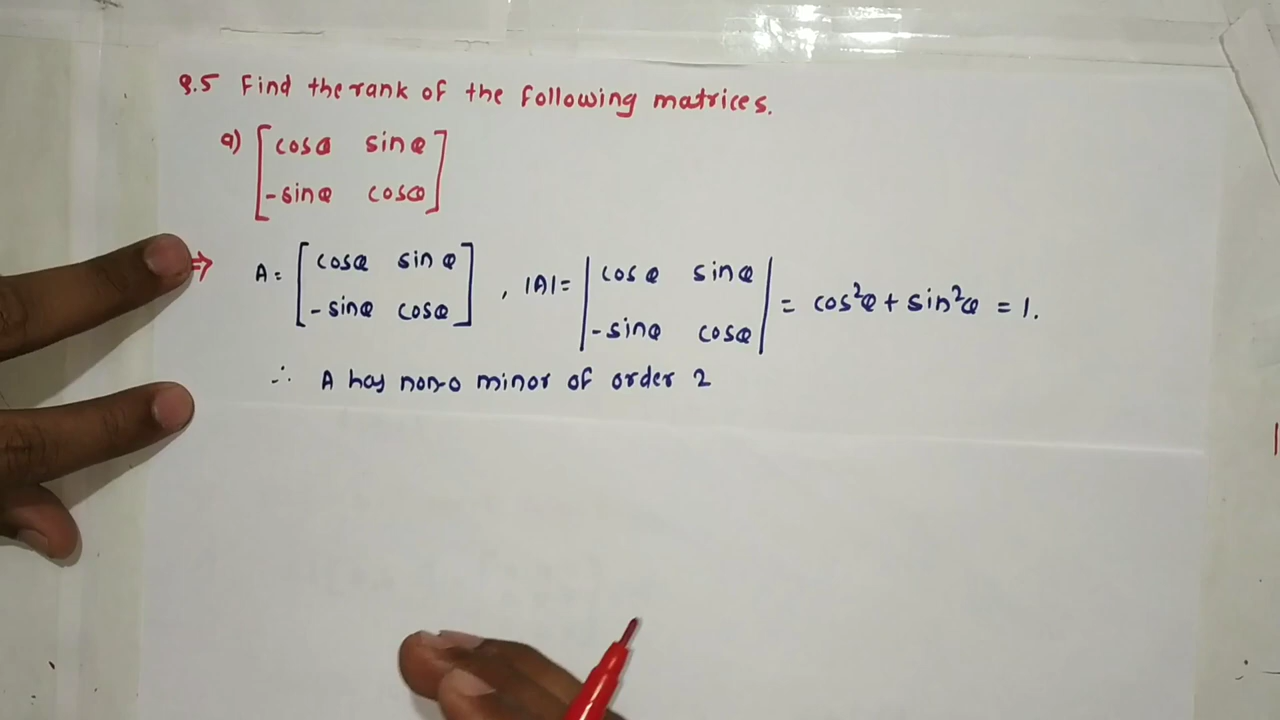 Q.5 Find the rank of the following matrices.
a) [cosθ sinθ
-sinθ cosθ]
⇒ A = [cosθ sinθ
-sinθ cosθ] , |A| = |cosθ sinθ
-sinθ cosθ| = cos²θ + sin²θ = 1.
∴ A has non-0 minor of order 2